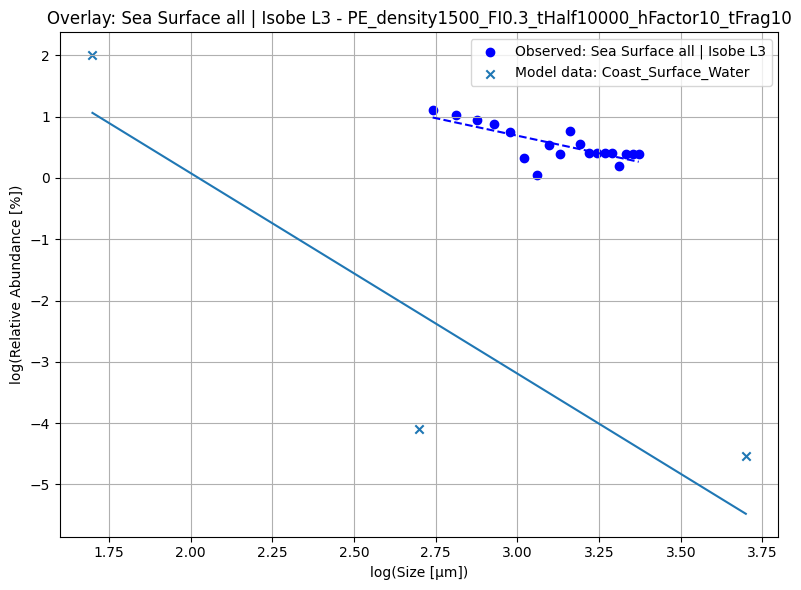 Overlay: Sea Surface all | Isobe L3 - PE_density1500_FI0.3_tHalf10000_hFactor10_tFrag10
Observed: Sea Surface all | Isobe L3
Model data: Coast_Surface_Water
log(Relative Abundance [%])
2
1
0
−1
−2
−3
−4
−5
1.75 2.00 2.25 2.50 2.75 3.00 3.25 3.50 3.75
log(Size [µm])